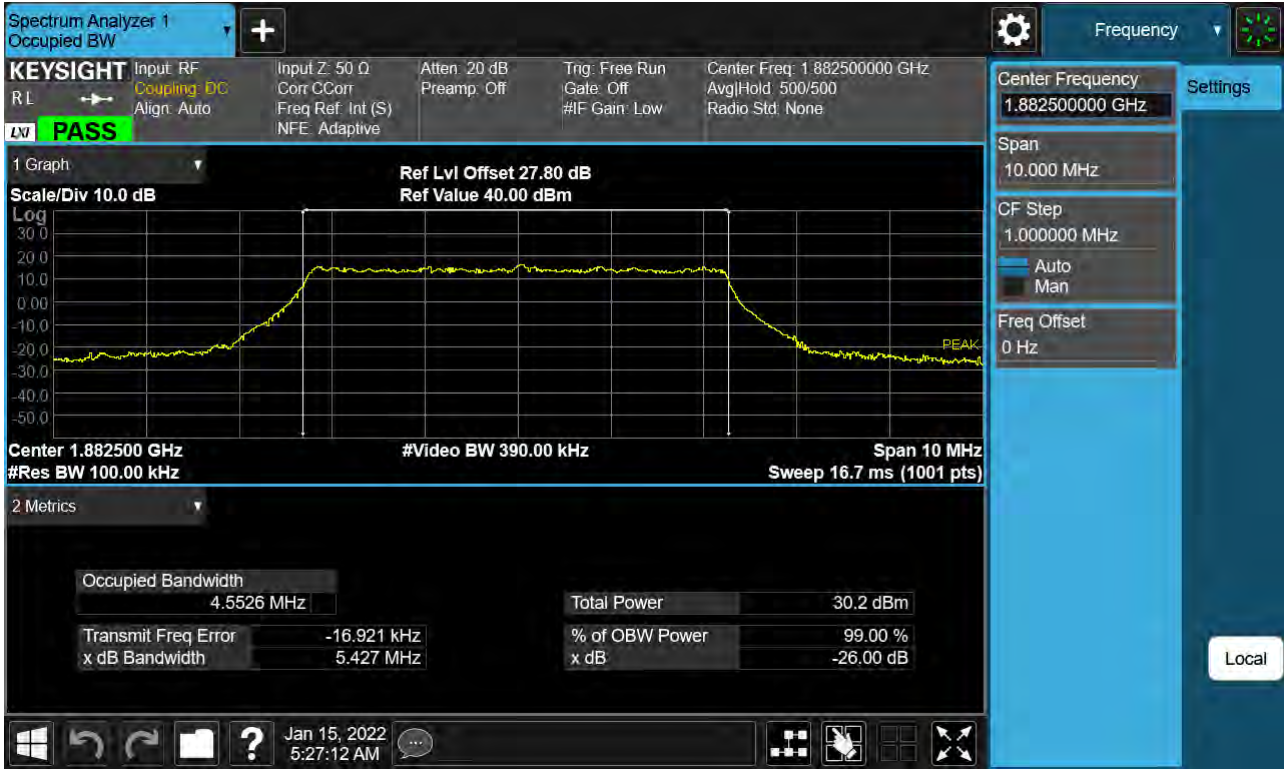 Spectrum Analyzer 1
Occupied BW
Frequency
KEYSIGHT
R L
LXI PASS
Input: RF
Coupling: DC
Align: Auto
Input Z: 50 Ω
Corr CCorr
Freq Ref: Int (S)
NFE: Adaptive
Atten: 20 dB
Preamp: Off
Trig: Free Run
Gate: Off
#IF Gain: Low
Center Freq: 1.882500000 GHz
Avg|Hold: 500/500
Radio Std: None
Center Frequency
1.882500000 GHz
Settings
Span
10.000 MHz
CF Step
1.000000 MHz
Auto
Man
Freq Offset
0 Hz
Local
1 Graph
Scale/Div 10.0 dB
Ref Lvl Offset 27.80 dB
Ref Value 40.00 dBm
Log
30.0
20.0
10.0
0.00
-10.0
-20.0
-30.0
-40.0
-50.0
PEAK
Center 1.882500 GHz
#Video BW 390.00 kHz
Span 10 MHz
#Res BW 100.00 kHz
Sweep 16.7 ms (1001 pts)
2 Metrics
Occupied Bandwidth
4.5526 MHz
Total Power 30.2 dBm
Transmit Freq Error -16.921 kHz
% of OBW Power 99.00 %
x dB Bandwidth 5.427 MHz
x dB -26.00 dB
?
Jan 15, 2022
5:27:12 AM